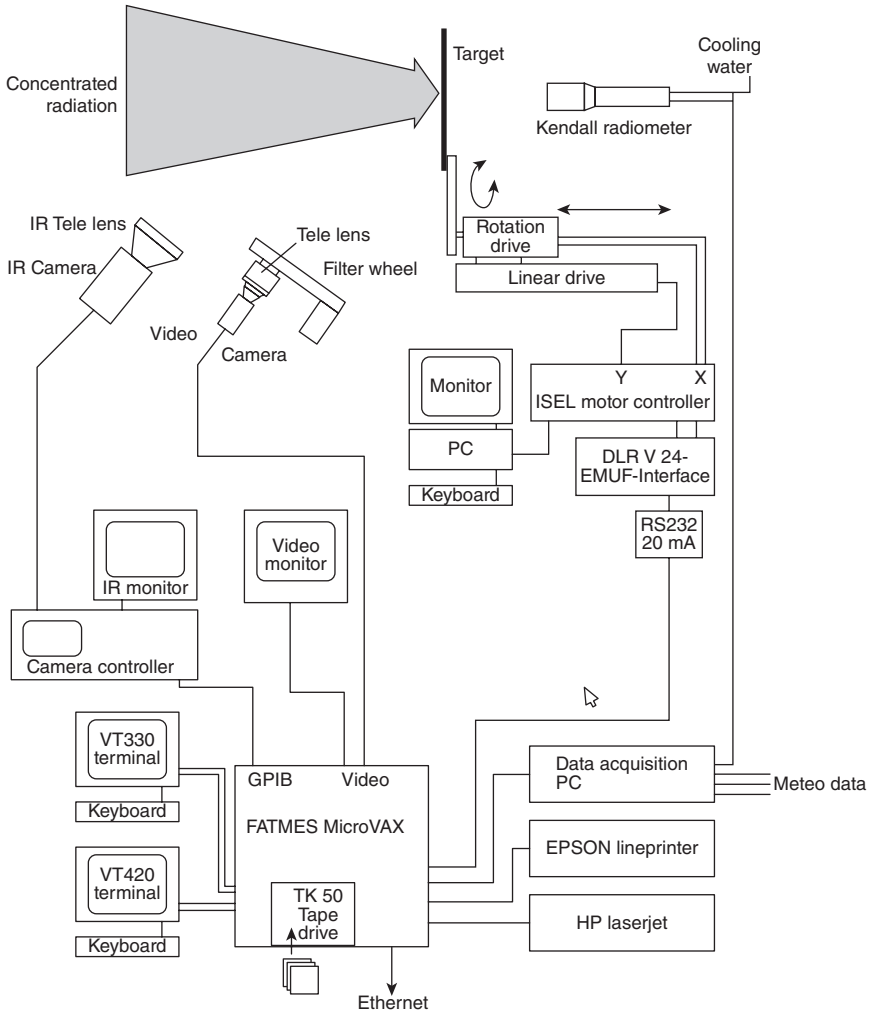 Concentrated
radiation
Target
Cooling
water
Kendall radiometer
IR Tele lens
IR Camera
Tele lens
Filter wheel
Video
Camera
Rotation
drive
Linear drive
Monitor
PC
Keyboard
Y X
ISEL motor controller
DLR V 24-
EMUF-Interface
RS232
20 mA
IR monitor
Camera controller
Video
monitor
VT330
terminal
Keyboard
VT420
terminal
Keyboard
GPIB Video
FATMES MicroVAX
TK 50
Tape
drive
Ethernet
Data acquisition
PC
Meteo data
EPSON lineprinter
HP laserjet